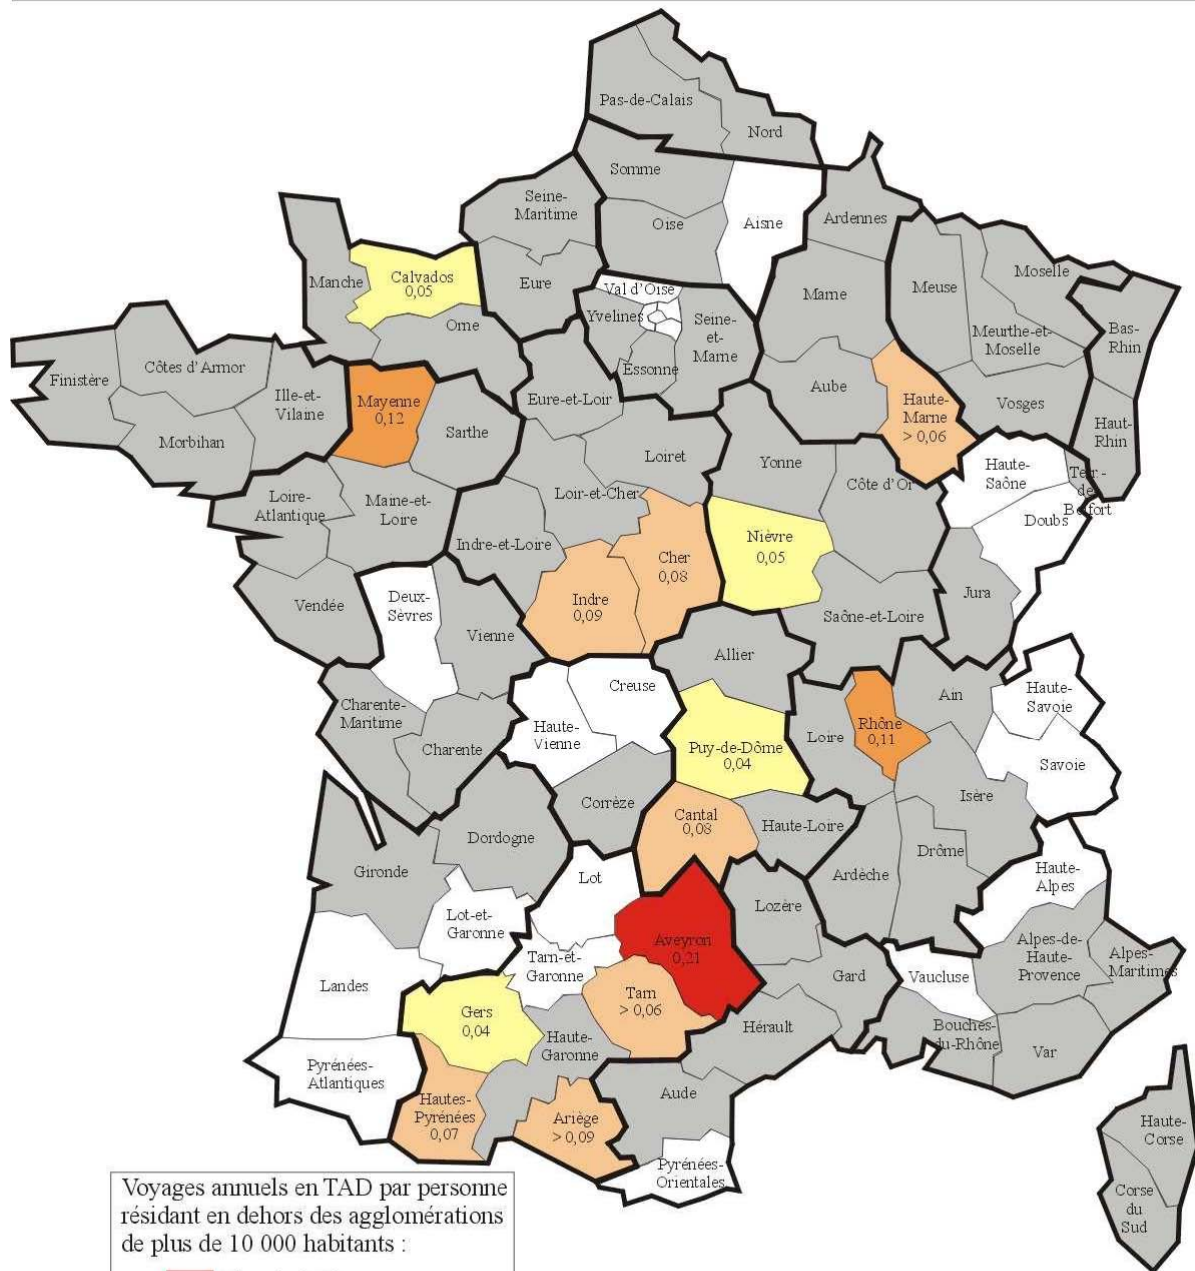 Pas-de-Calais
Nord
Somme
Seine-
Maritime
Oise
Aisne
Ardennes
Manche
Calvados
0,05
Eure
Val d'Oise
Yvelines
Seine-
et-
Marne
Essonne
Marne
Meuse
Moselle
Meurthe-et-
Moselle
Bas-
Rhin
Orne
Côtes d'Armor
Finistère
Ille-et-
Vilaine
Morbihan
Mayenne
0,12
Sarthe
Eure-et-Loir
Aube
Haute-
Marne
> 0,06
Vosges
Haut-
Rhin
Loiret
Yonne
Côte d'Or
Haute-
Saône
Terr.-
de-
Belfort
Doubs
Loire-
Atlantique
Maine-et-
Loire
Loir-et-Cher
Indre-et-Loire
Cher
0,08
Nièvre
0,05
Indre
0,09
Jura
Vendée
Deux-
Sèvres
Vienne
Saône-et-Loire
Allier
Creuse
Haute-
Vienne
Charente-
Maritime
Charente
Puy-de-Dôme
0,04
Loire
Rhône
0,11
Ain
Haute-
Savoie
Savoie
Isère
Corrèze
Cantal
0,08
Haute-Loire
Dordogne
Gironde
Ardèche
Drôme
Haute-
Alpes
Lot
Lot-et-
Garonne
Lozère
Aveyron
0,21
Tarn-et-
Garonne
Landes
Gers
0,04
Tarn
> 0,06
Gard
Vaucluse
Alpes-de-
Haute-
Provence
Alpes-
Maritimes
Haute-
Garonne
Hérault
Bouches-
du-Rhône
Var
Pyrénées-
Atlantiques
Hautes-
Pyrénées
0,07
Ariège
> 0,09
Aude
Pyrénées-
Orientales
Haute-
Corse
Corse
du
Sud
Voyages annuels en TAD par personne
résidant en dehors des agglomérations
de plus de 10 000 habitants :